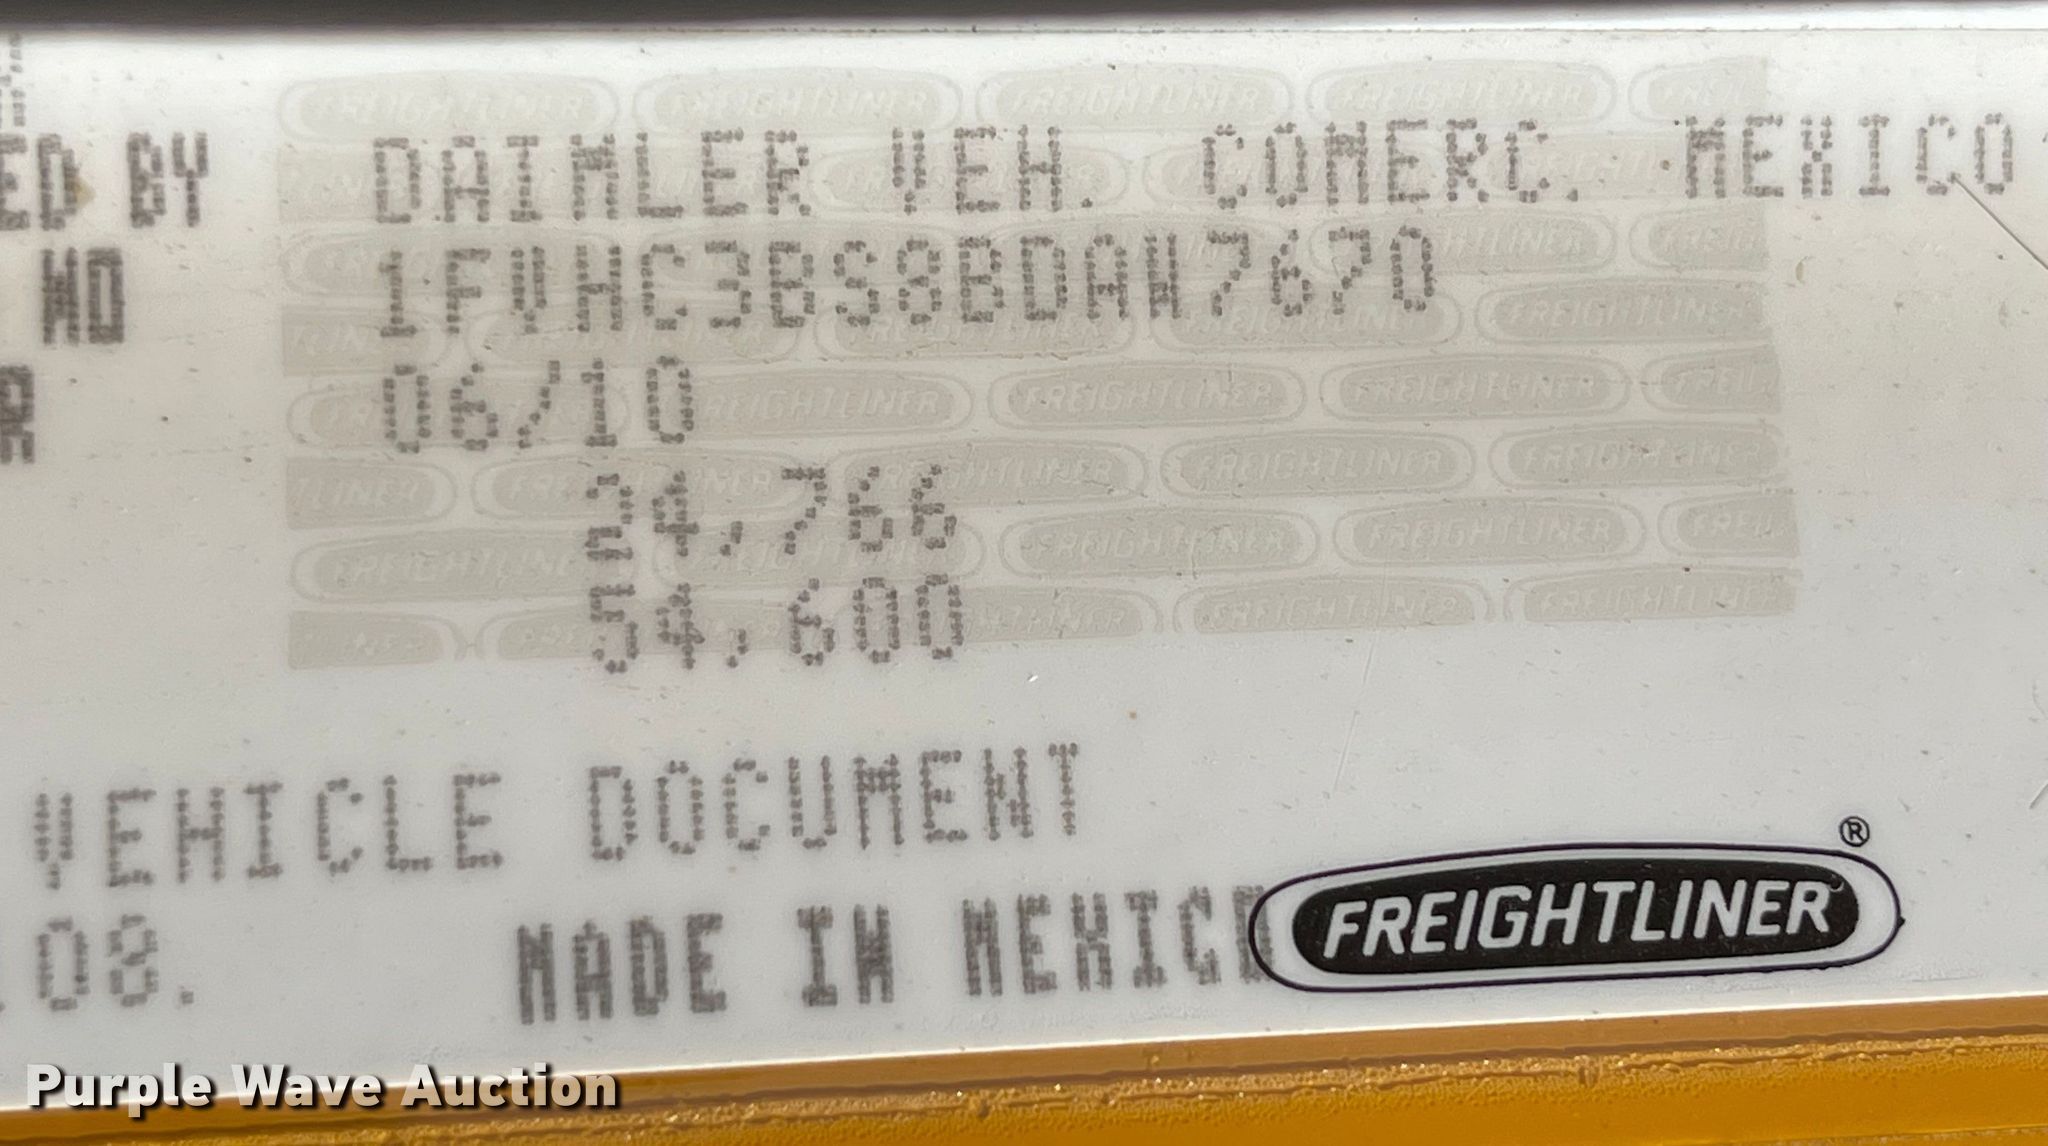 ED BY DAIMLER VEH. COMERC. MEXICO
NO 1FVHC3BS8BDAW7670
06/10
24,766
54,600
VEHICLE DOCUMENT
08. MADE IN MEXICO FREIGHTLINER®
Purple Wave Auction